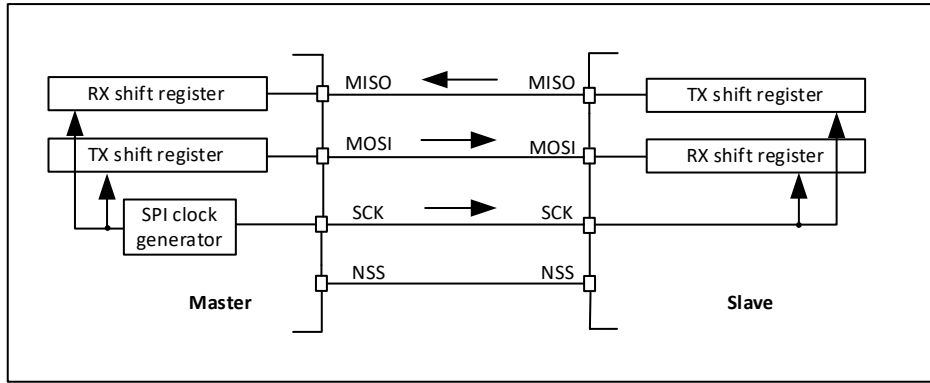 RX shift register
MISO
MISO
TX shift register
TX shift register
MOSI
MOSI
RX shift register
SPI clock
generator
SCK
SCK
NSS
NSS
Master
Slave